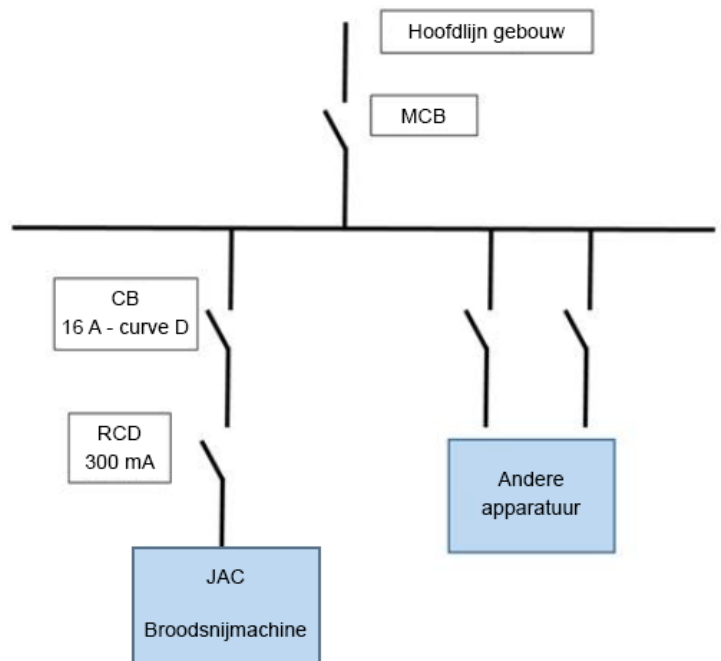 Hoofdlijn gebouw
MCB
CB
16 A - curve D
RCD
300 mA
Andere
apparatuur
JAC
Broodsnijmachine